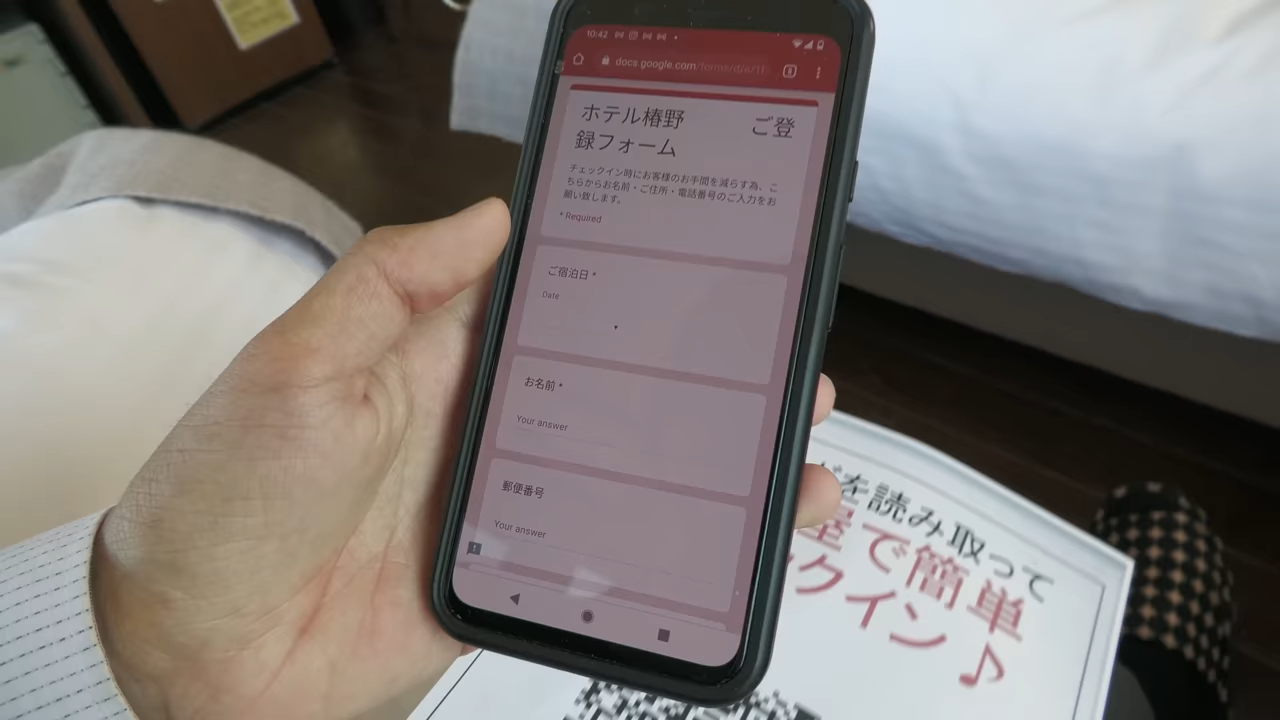 10:42
docs.google.com/forms/d/e/1F
8
ホテル椿野 ご登
録フォーム
チェックイン時にお客様のお手間を減らす為、こ
ちらからお名前・ご住所・電話番号のご入力をお
願い致します。
* Required
ご宿泊日 *
Date
お名前 *
Your answer
郵便番号
Your answer
を読み取って
屋で簡単
クイン♪